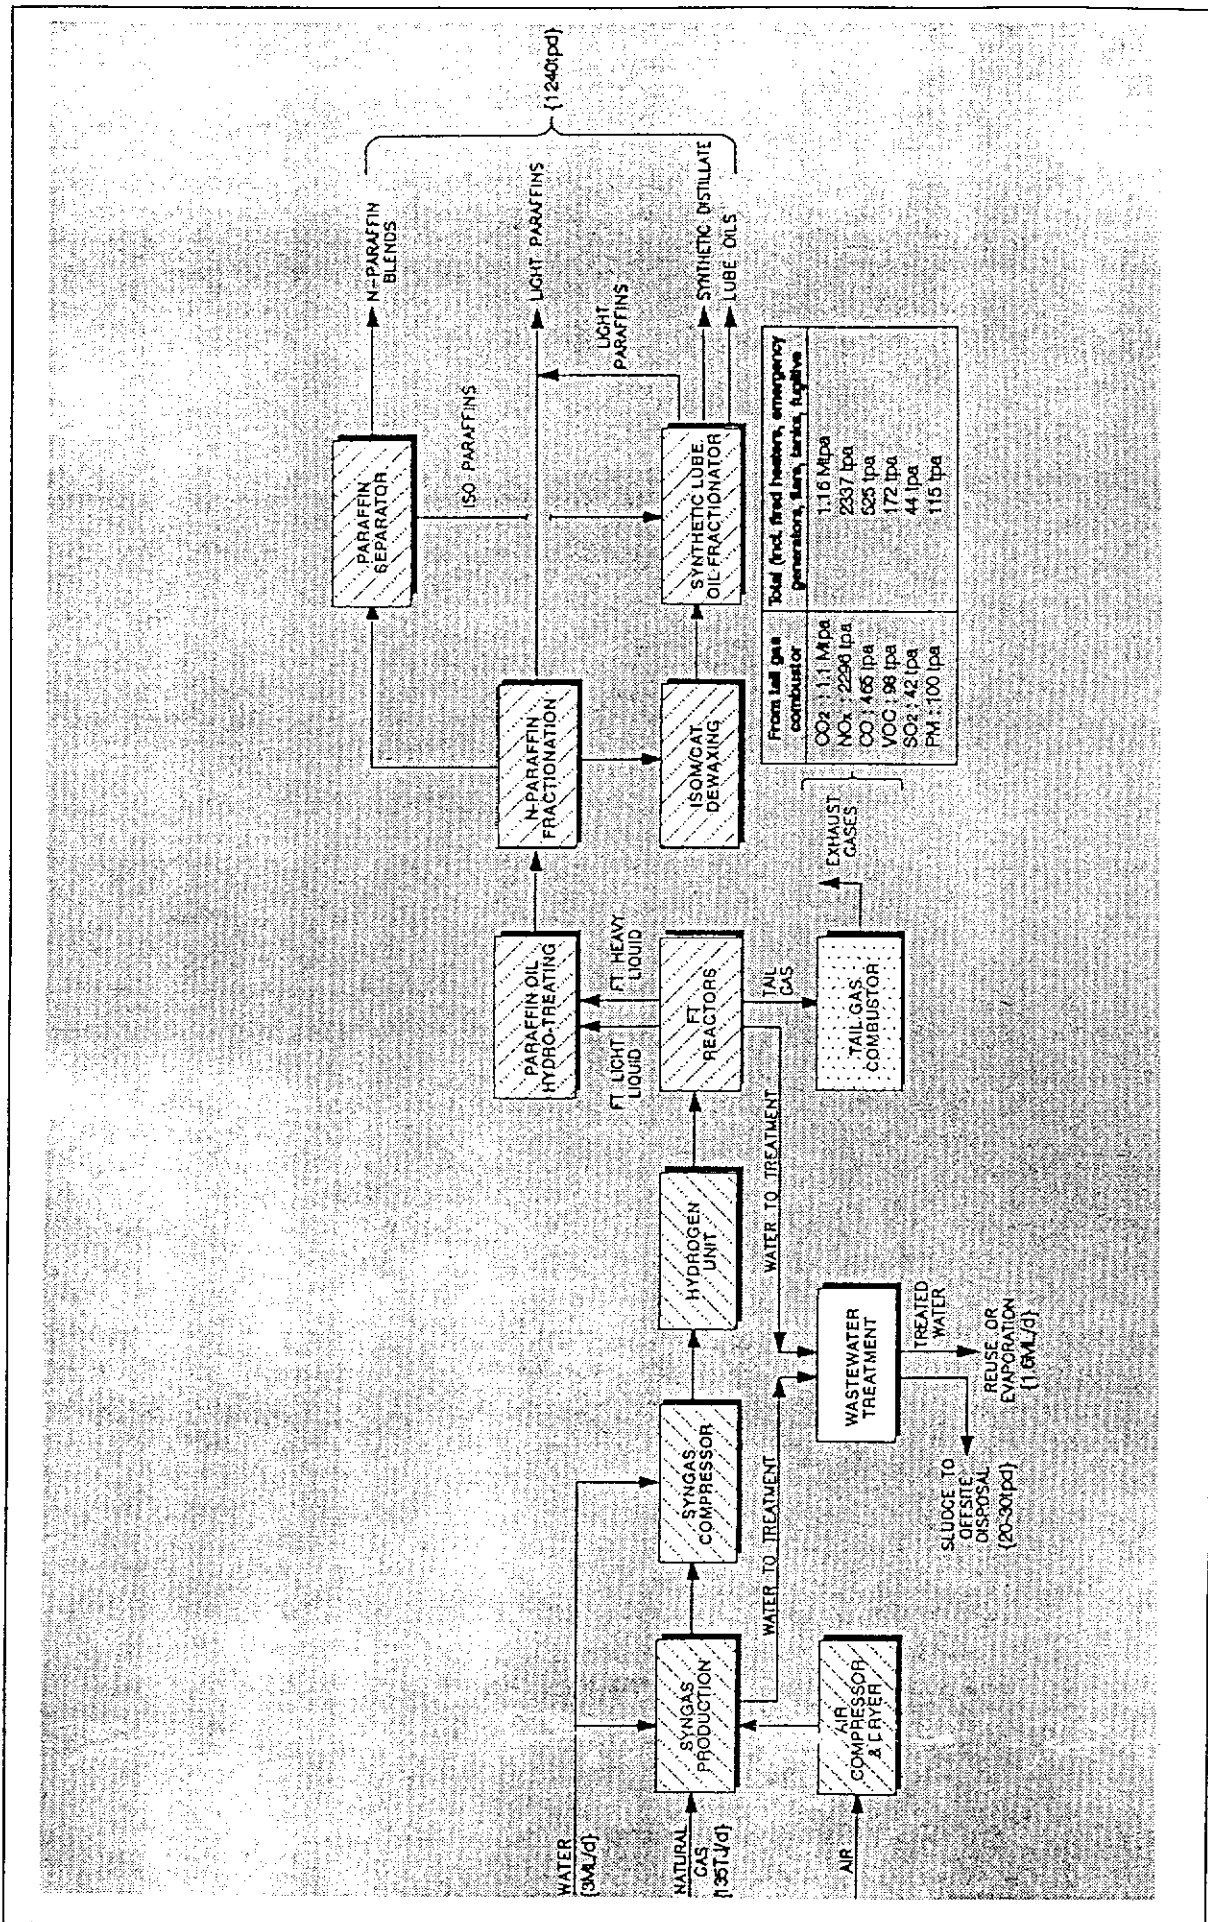 WATER
{3ML/d}
NATURAL
GAS
{135TJ/d}
AIR
SYNGAS
PRODUCTION
AIR
COMPRESSOR
& DRYER
SYNGAS
COMPRESSOR
WATER TO TREATMENT
HYDROGEN
UNIT
WATER TO TREATMENT
WASTEWATER
TREATMENT
SLUDGE TO
OFFSITE
DISPOSAL
{20-30tpd}
TREATED
WATER
REUSE OR
EVAPORATION
{1.6ML/d}
PARAFFIN OIL
HYDRO-TREATING
FT LIGHT
LIQUID
FT HEAVY
LIQUID
FT
REACTORS
TAIL
GAS
TAIL GAS
COMBUSTOR
EXHAUST
GASES
N-PARAFFIN
FRACTIONATION
ISOM/CAT
DEWAXING
PARAFFIN
SEPARATOR
ISO PARAFFINS
SYNTHETIC LUBE
OIL FRACTIONATOR
LIGHT
PARAFFINS
N-PARAFFIN
BLENDS
LIGHT PARAFFINS
SYNTHETIC DISTILLATE
LUBE OILS
{1240tpd}
From tail gas
combustor
Total (incl. fired heaters, emergency
generators, flare, tanks, fugitive
CO2 : 1.1 Mtpa 1.16 Mtpa
NOx : 2296 tpa 2337 tpa
CO : 465 tpa 525 tpa
VOC : 98 tpa 172 tpa
SO2 : 42 tpa 44 tpa
PM : 100 tpa 115 tpa